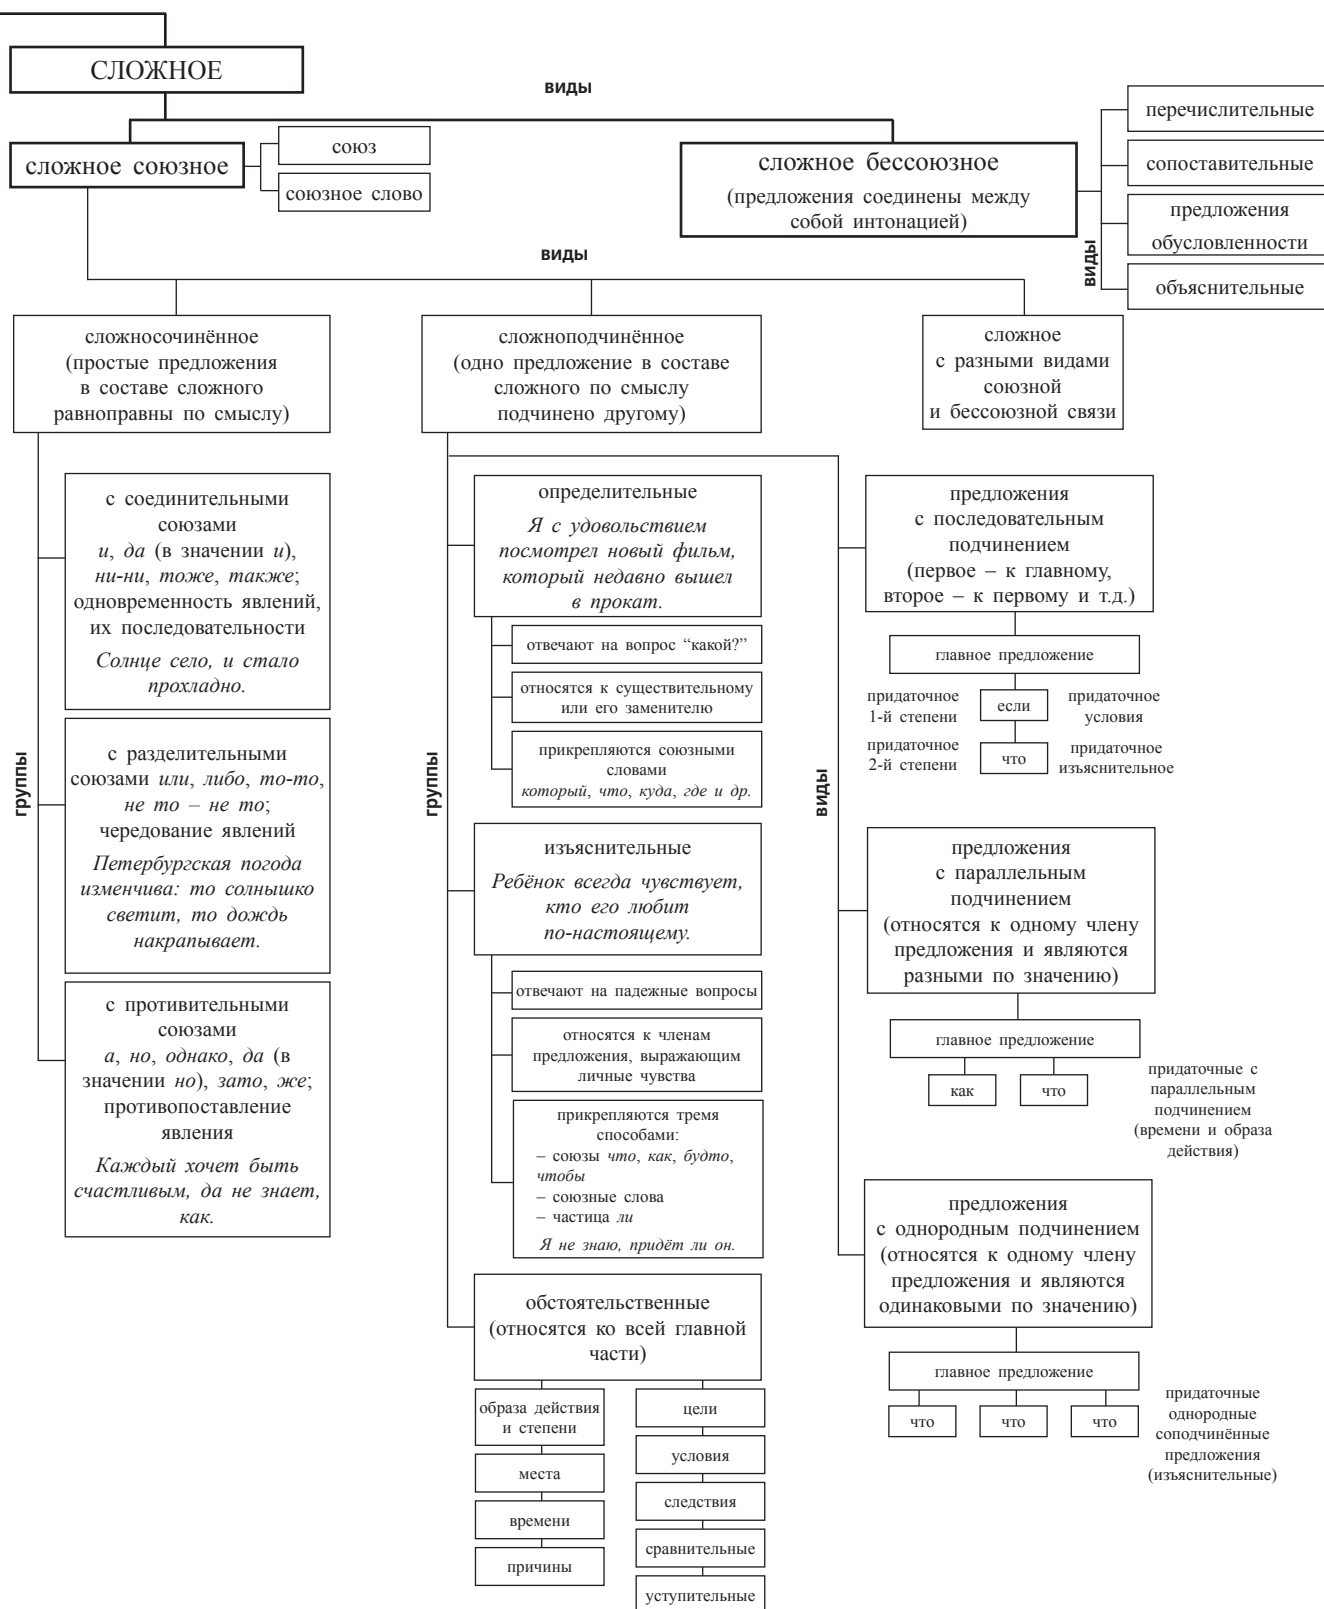 СЛОЖНОЕ
виды
сложное союзное
союз
союзное слово
сложное бессоюзное
(предложения соединены между
собой интонацией)
виды
перечислительные
сопоставительные
предложения
обусловленности
объяснительные
виды
сложносочинённое
(простые предложения
в составе сложного
равноправны по смыслу)
сложноподчинённое
(одно предложение в составе
сложного по смыслу
подчинено другому)
сложное
с разными видами
союзной
и бессоюзной связи
группы
с соединительными
союзами
и, да (в значении и),
ни-ни, тоже, также;
одновременность явлений,
их последовательности
Солнце село, и стало
прохладно.
с разделительными
союзами или, либо, то-то,
не то – не то;
чередование явлений
Петербургская погода
изменчива: то солнышко
светит, то дождь
накрапывает.
с противительными
союзами
а, но, однако, да (в
значении но), зато, же;
противопоставление
явления
Каждый хочет быть
счастливым, да не знает,
как.
группы
определительные
Я с удовольствием
посмотрел новый фильм,
который недавно вышел
в прокат.
отвечают на вопрос “какой?”
относятся к существительному
или его заменителю
прикрепляются союзными
словами
который, что, куда, где и др.
изъяснительные
Ребёнок всегда чувствует,
кто его любит
по-настоящему.
отвечают на падежные вопросы
относятся к членам
предложения, выражающим
личные чувства
прикрепляются тремя
способами:
– союзы что, как, будто,
чтобы
– союзные слова
– частица ли
Я не знаю, придёт ли он.
обстоятельственные
(относятся ко всей главной
части)
образа действия
и степени
места
времени
причины
цели
условия
следствия
сравнительные
уступительные
виды
предложения
с последовательным
подчинением
(первое – к главному,
второе – к первому и т.д.)
главное предложение
придаточное
1-й степени
если
придаточное
условия
придаточное
2-й степени
что
придаточное
изъяснительное
предложения
с параллельным
подчинением
(относятся к одному члену
предложения и являются
разными по значению)
главное предложение
как
что
придаточные с
параллельным
подчинением
(времени и образа
действия)
предложения
с однородным подчинением
(относятся к одному члену
предложения и являются
одинаковыми по значению)
главное предложение
что
что
что
придаточные
однородные
соподчинённые
предложения
(изъяснительные)